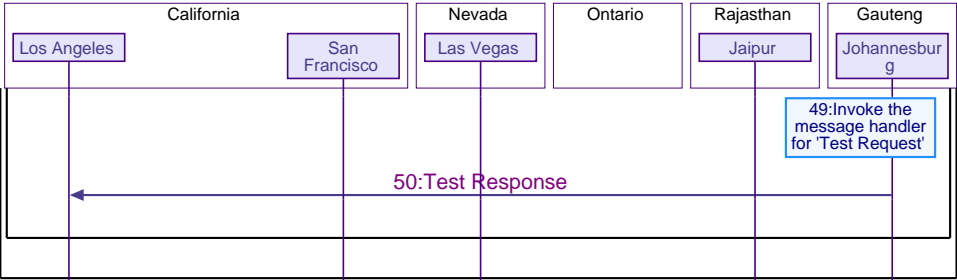 California
Nevada
Ontario
Rajasthan
Gauteng
Los Angeles
San
Francisco
Las Vegas
Jaipur
Johannesbur
g
49:Invoke the
message handler
for 'Test Request'
50:Test Response